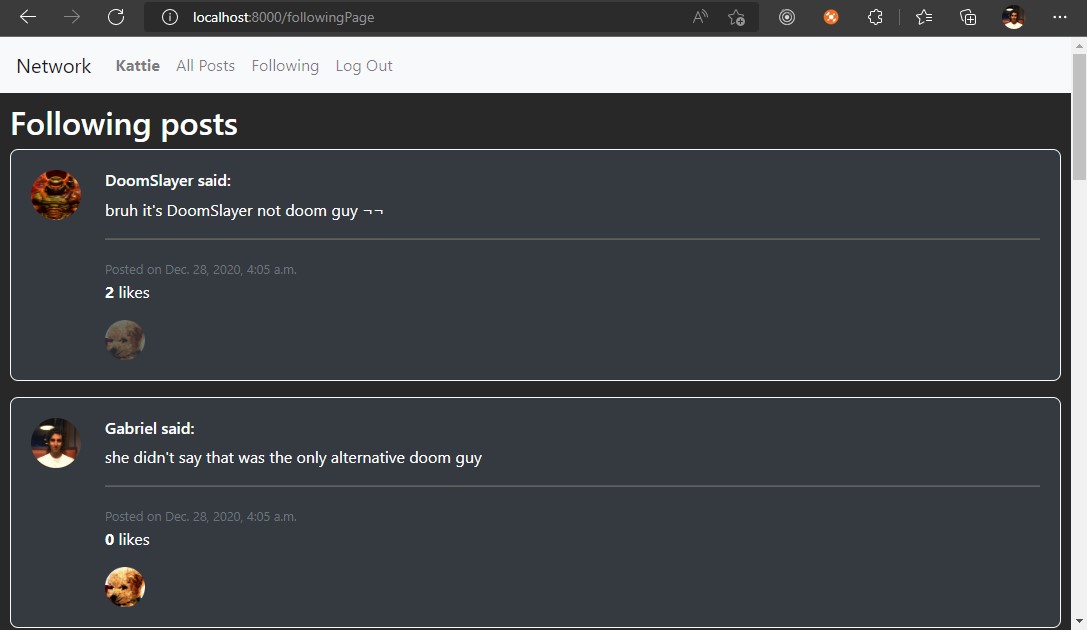 localhost:8000/followingPage
Network Kattie All Posts Following Log Out
Following posts
DoomSlayer said:
bruh it's DoomSlayer not doom guy ¬¬
Posted on Dec. 28, 2020, 4:05 a.m.
2 likes
Gabriel said:
she didn't say that was the only alternative doom guy
Posted on Dec. 28, 2020, 4:05 a.m.
0 likes